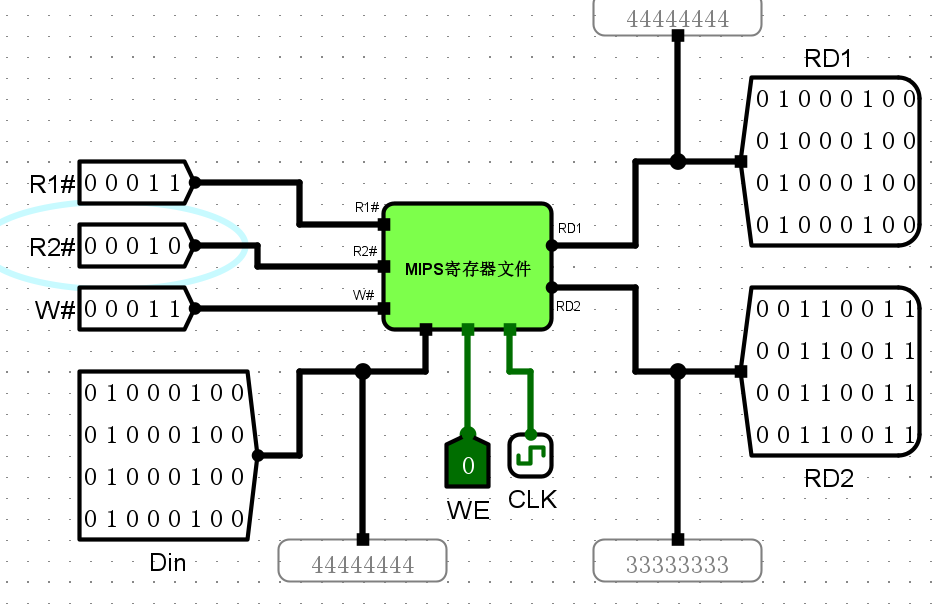 44444444
RD1
0 1 0 0 0 1 0 0
0 1 0 0 0 1 0 0
0 1 0 0 0 1 0 0
0 1 0 0 0 1 0 0
R1# 0 0 0 1 1
R2# 0 0 0 1 0
W# 0 0 0 1 1
R1#
R2#
W#
MIPS寄存器文件
RD1
RD2
0 0 1 1 0 0 1 1
0 0 1 1 0 0 1 1
0 0 1 1 0 0 1 1
0 0 1 1 0 0 1 1
RD2
0 1 0 0 0 1 0 0
0 1 0 0 0 1 0 0
0 1 0 0 0 1 0 0
0 1 0 0 0 1 0 0
Din
0
WE
CLK
44444444
33333333